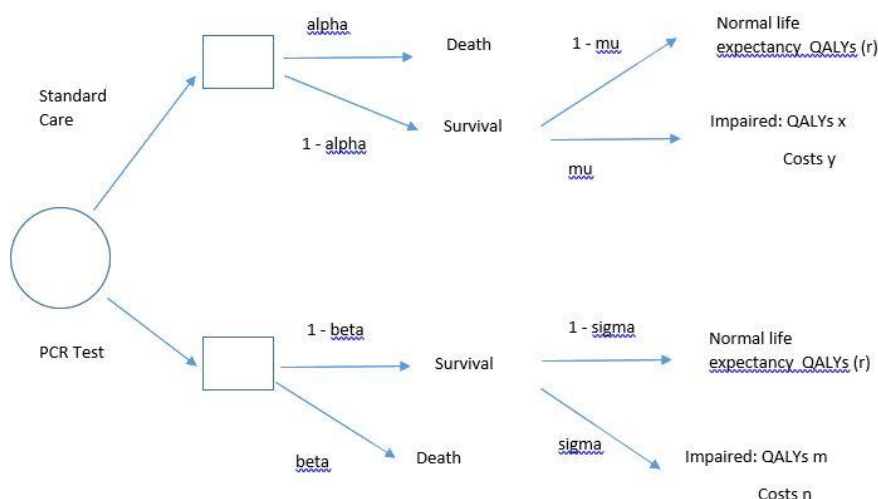 alpha
Death
1 - mu
Normal life
expectancy QALYs (r)
Standard
Care
1 - alpha
Survival
mu
Impaired: QALYs x
Costs y
PCR Test
1 - beta
Survival
1 - sigma
Normal life
expectancy QALYs (r)
beta
Death
sigma
Impaired: QALYs m
Costs n